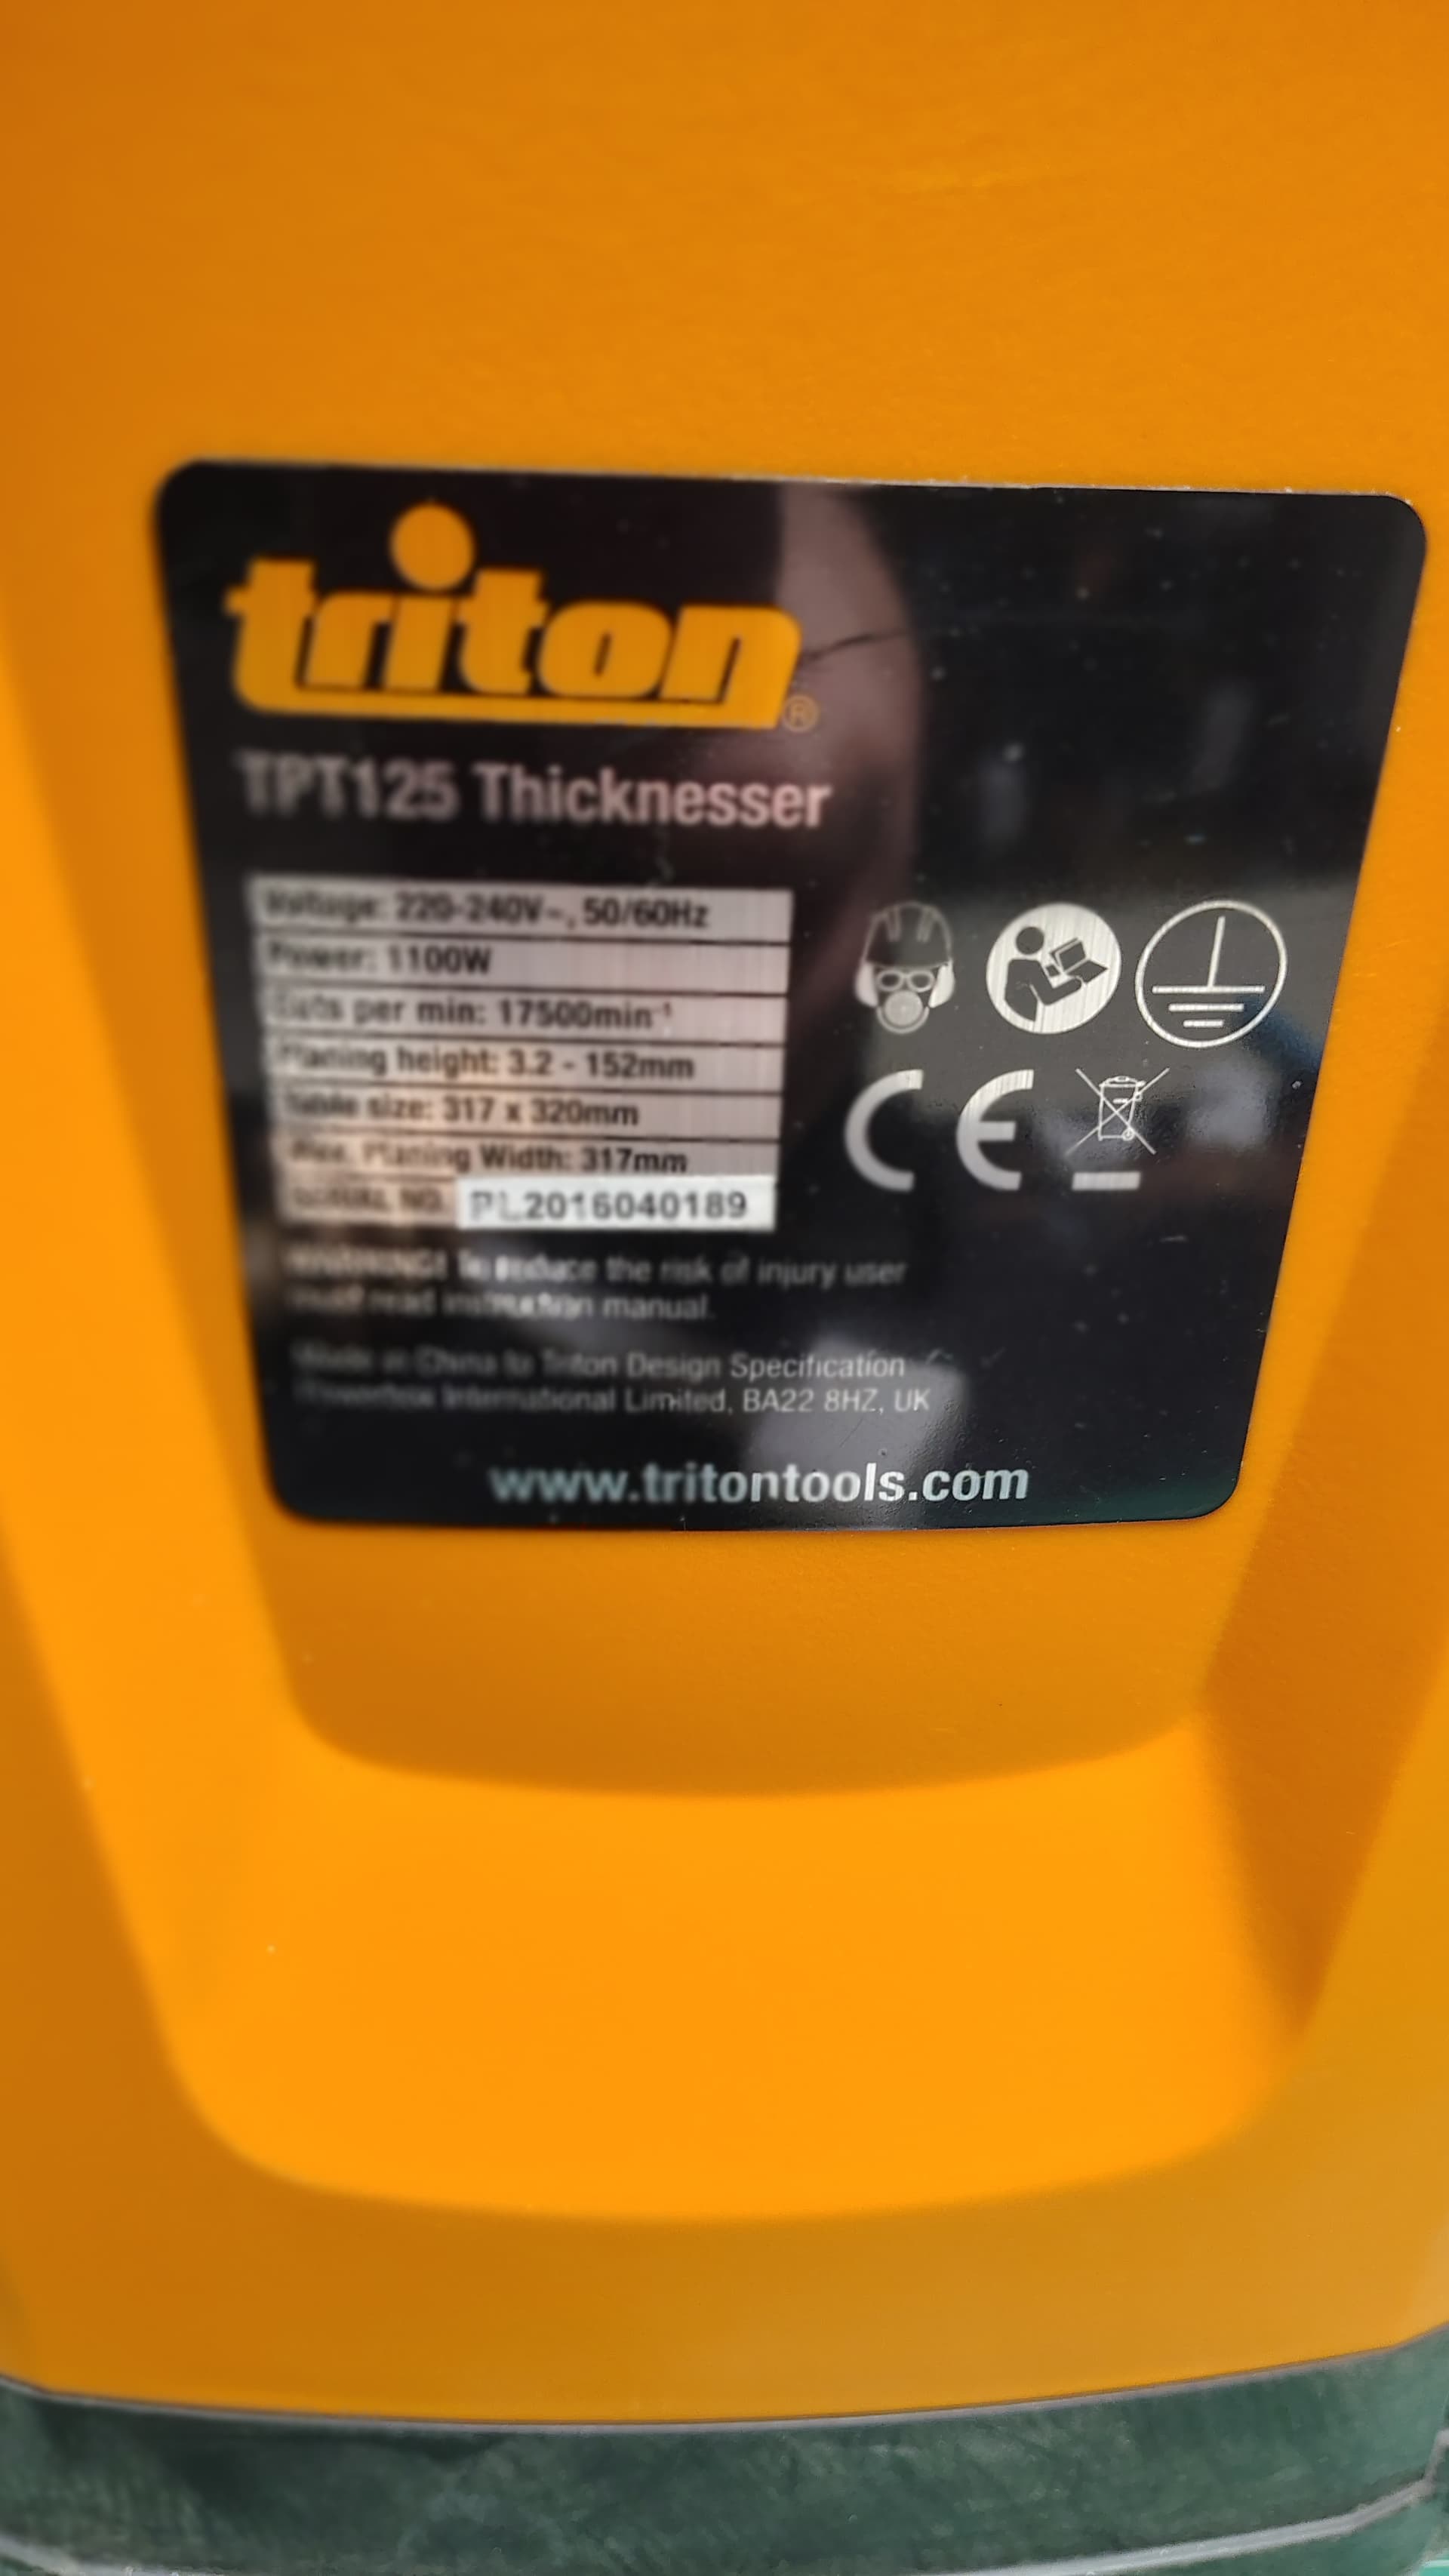 triton®
TPT125 Thicknesser
Voltage: 220-240V~, 50/60Hz
Power: 1100W
Cuts per min: 17500min⁻¹
Planing height: 3.2 - 152mm
Table size: 317 x 320mm
Max. Planing Width: 317mm
SERIAL NO. PL2016040189
WARNING! To reduce the risk of injury user
must read instruction manual.
Made in China to Triton Design Specification
Powerbox International Limited, BA22 8HZ, UK
CE
www.tritontools.com